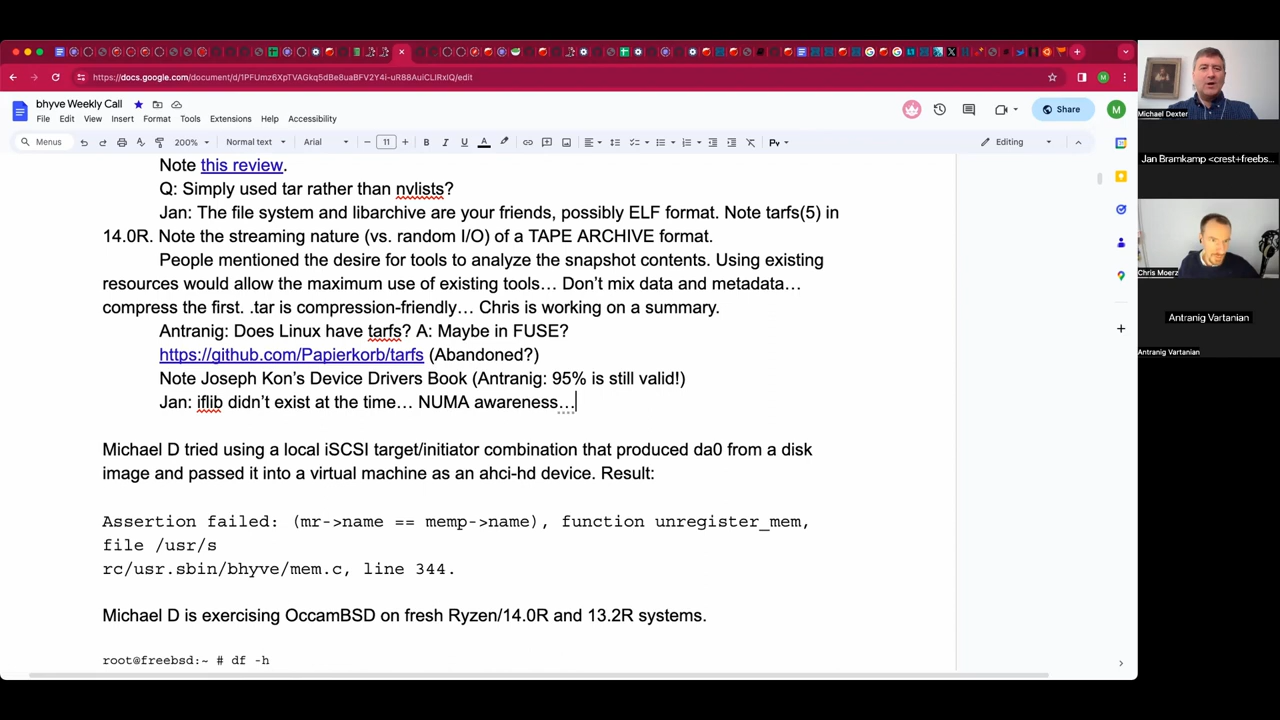 https://docs.google.com/document/d/1PFUmz6XpTVAGkq5dBe8uaBFV2Y4i-uR88AuiCLIRxIQ/edit
bhyve Weekly Call
File Edit View Insert Format Tools Extensions Help Accessibility
Share
Menus 200% Normal text Arial 11 Editing
Note this review.
Q: Simply used tar rather than nvlists?
Jan: The file system and libarchive are your friends, possibly ELF format. Note tarfs(5) in
14.0R. Note the streaming nature (vs. random I/O) of a TAPE ARCHIVE format.
People mentioned the desire for tools to analyze the snapshot contents. Using existing
resources would allow the maximum use of existing tools… Don't mix data and metadata…
compress the first. .tar is compression-friendly… Chris is working on a summary.
Antranig: Does Linux have tarfs? A: Maybe in FUSE?
https://github.com/Papierkorb/tarfs (Abandoned?)
Note Joseph Kon's Device Drivers Book (Antranig: 95% is still valid!)
Jan: iflib didn't exist at the time… NUMA awareness…
Michael D tried using a local iSCSI target/initiator combination that produced da0 from a disk
image and passed it into a virtual machine as an ahci-hd device. Result:
Assertion failed: (mr->name == memp->name), function unregister_mem,
file /usr/s
rc/usr.sbin/bhyve/mem.c, line 344.
Michael D is exercising OccamBSD on fresh Ryzen/14.0R and 13.2R systems.
root@freebsd:~ # df -h
Michael Dexter
Jan Bramkamp <crest+freebs...
Chris Moerz
Antranig Vartanian
Antranig Vartanian